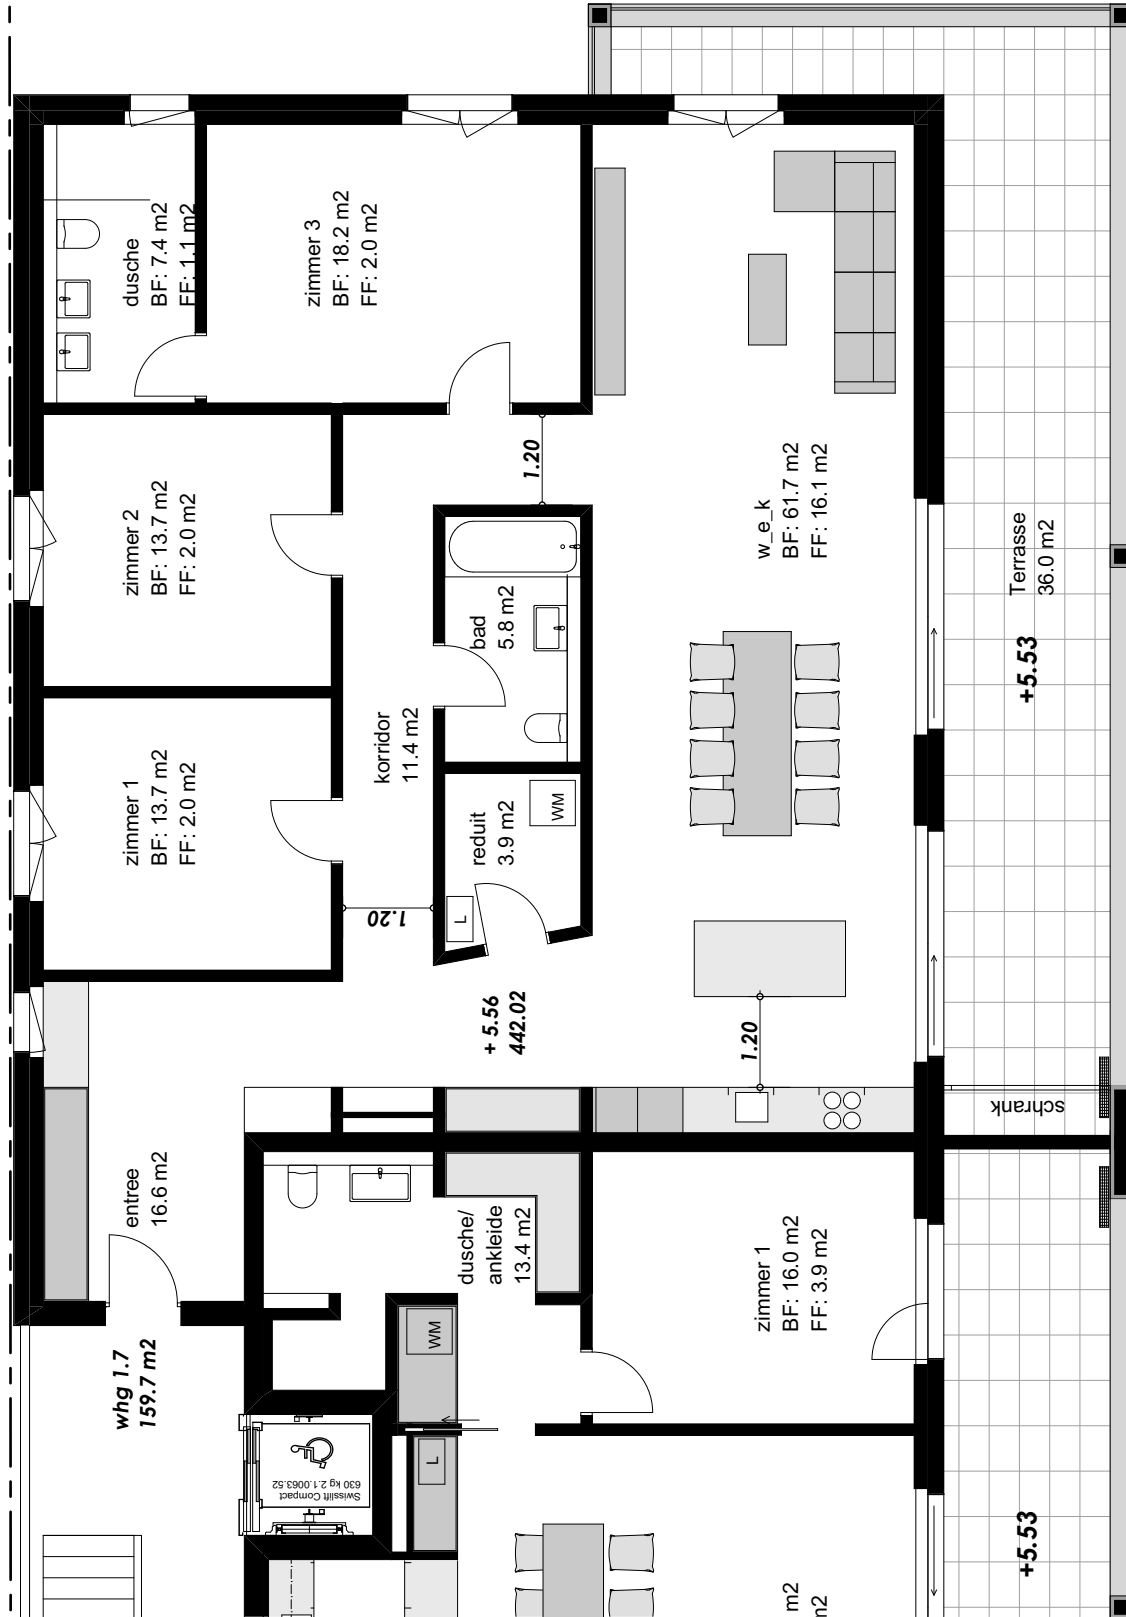 dusche
BF: 7.4 m2
FF: 1.1 m2
zimmer 3
BF: 18.2 m2
FF: 2.0 m2
zimmer 2
BF: 13.7 m2
FF: 2.0 m2
1.20
w_e_k
BF: 61.7 m2
FF: 16.1 m2
Terrasse
36.0 m2
+5.53
bad
5.8 m2
korridor
11.4 m2
zimmer 1
BF: 13.7 m2
FF: 2.0 m2
reduit
3.9 m2
WM
L
1.20
+ 5.56
442.02
1.20
schrank
entree
16.6 m2
dusche/
ankleide
13.4 m2
zimmer 1
BF: 16.0 m2
FF: 3.9 m2
whg 1.7
159.7 m2
WM
L
Swisslift Compact
630 kg 2.1.0063.52
+5.53
m2
m2